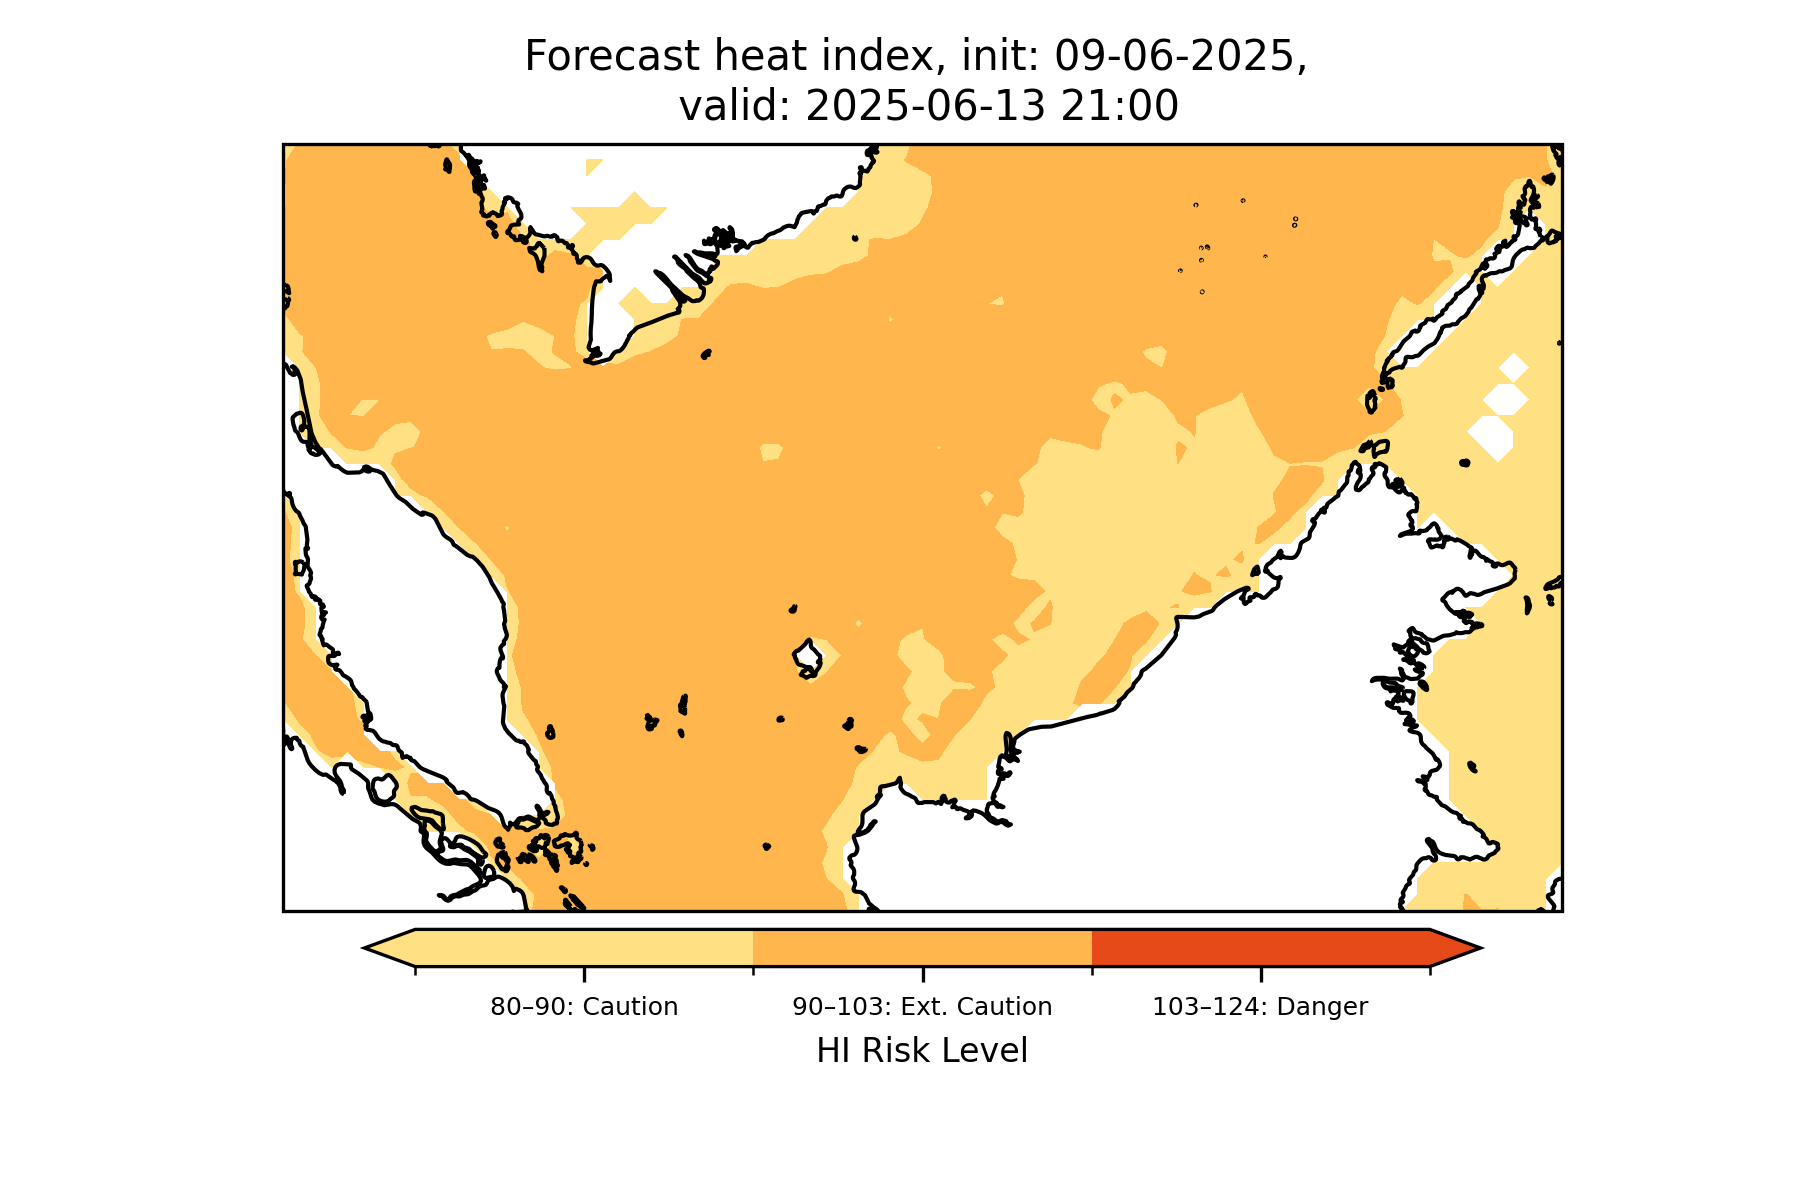 Forecast heat index, init: 09-06-2025,
valid: 2025-06-13 21:00
80–90: Caution
90–103: Ext. Caution
103–124: Danger
HI Risk Level